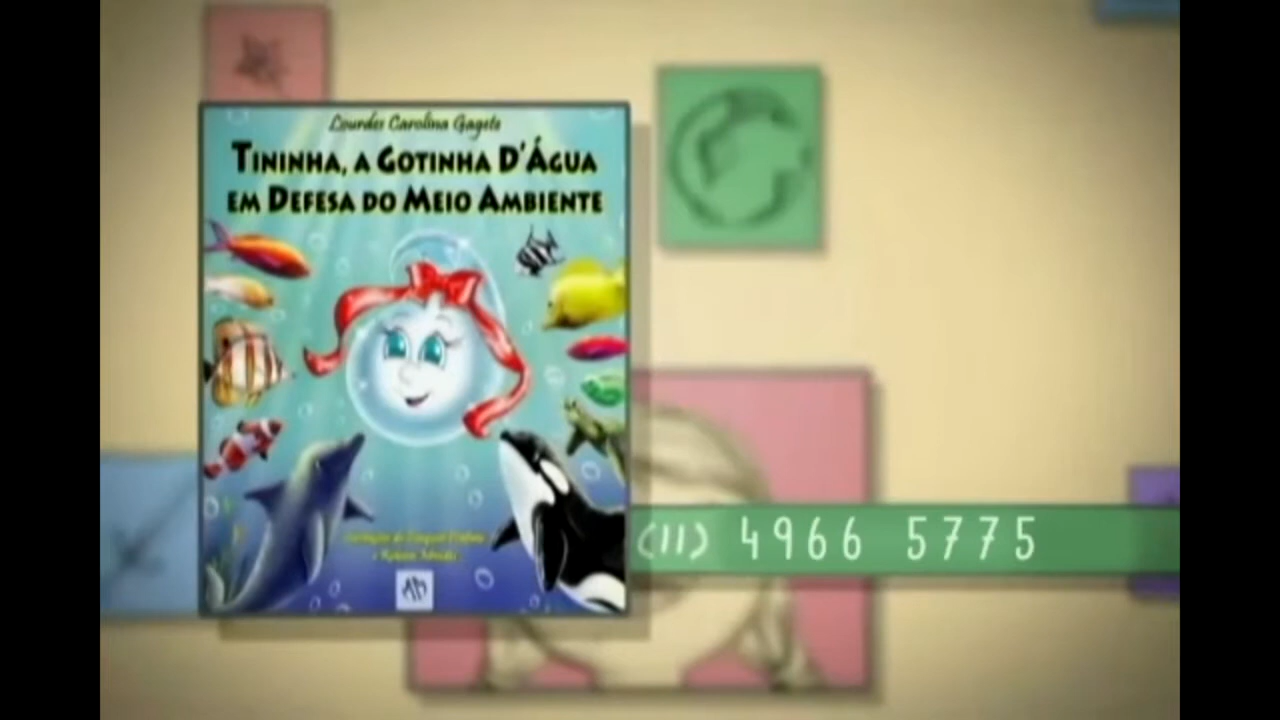 Lourdes Carolina Gagete
TININHA, A GOTINHA D'ÁGUA
EM DEFESA DO MEIO AMBIENTE
(11) 4966 5775